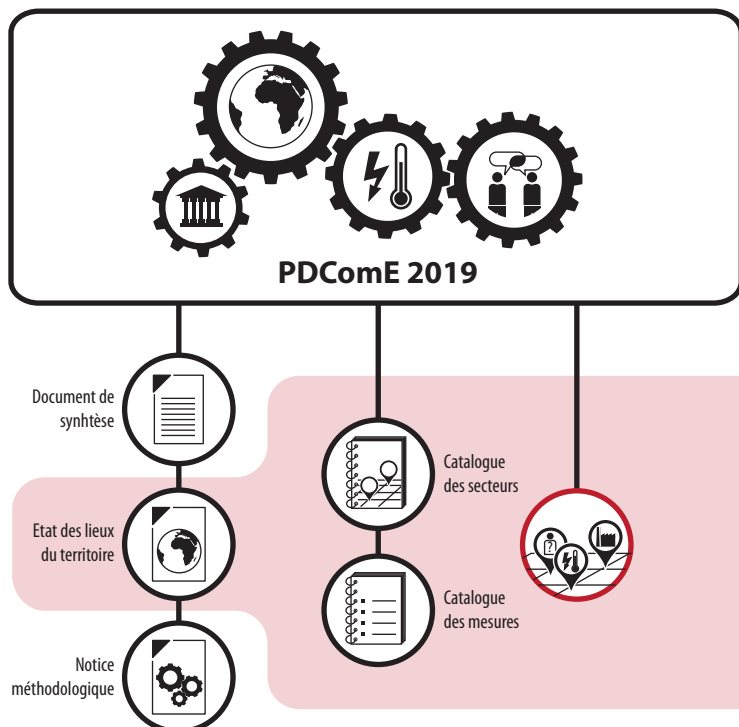 PDComE 2019
Document de
synhtèse
Catalogue
des secteurs
Etat des lieux
du territoire
Catalogue
des mesures
Notice
méthodologique